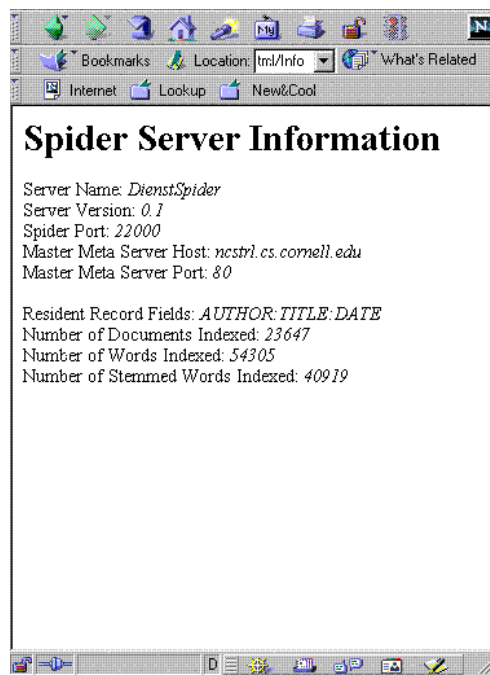 My
N
Bookmarks Location: tml/Info What's Related
Internet Lookup New&Cool
Spider Server Information
Server Name: DienstSpider
Server Version: 0.1
Spider Port: 22000
Master Meta Server Host: ncstrl.cs.cornell.edu
Master Meta Server Port: 80
Resident Record Fields: AUTHOR:TITLE:DATE
Number of Documents Indexed: 23647
Number of Words Indexed: 54305
Number of Stemmed Words Indexed: 40919
D